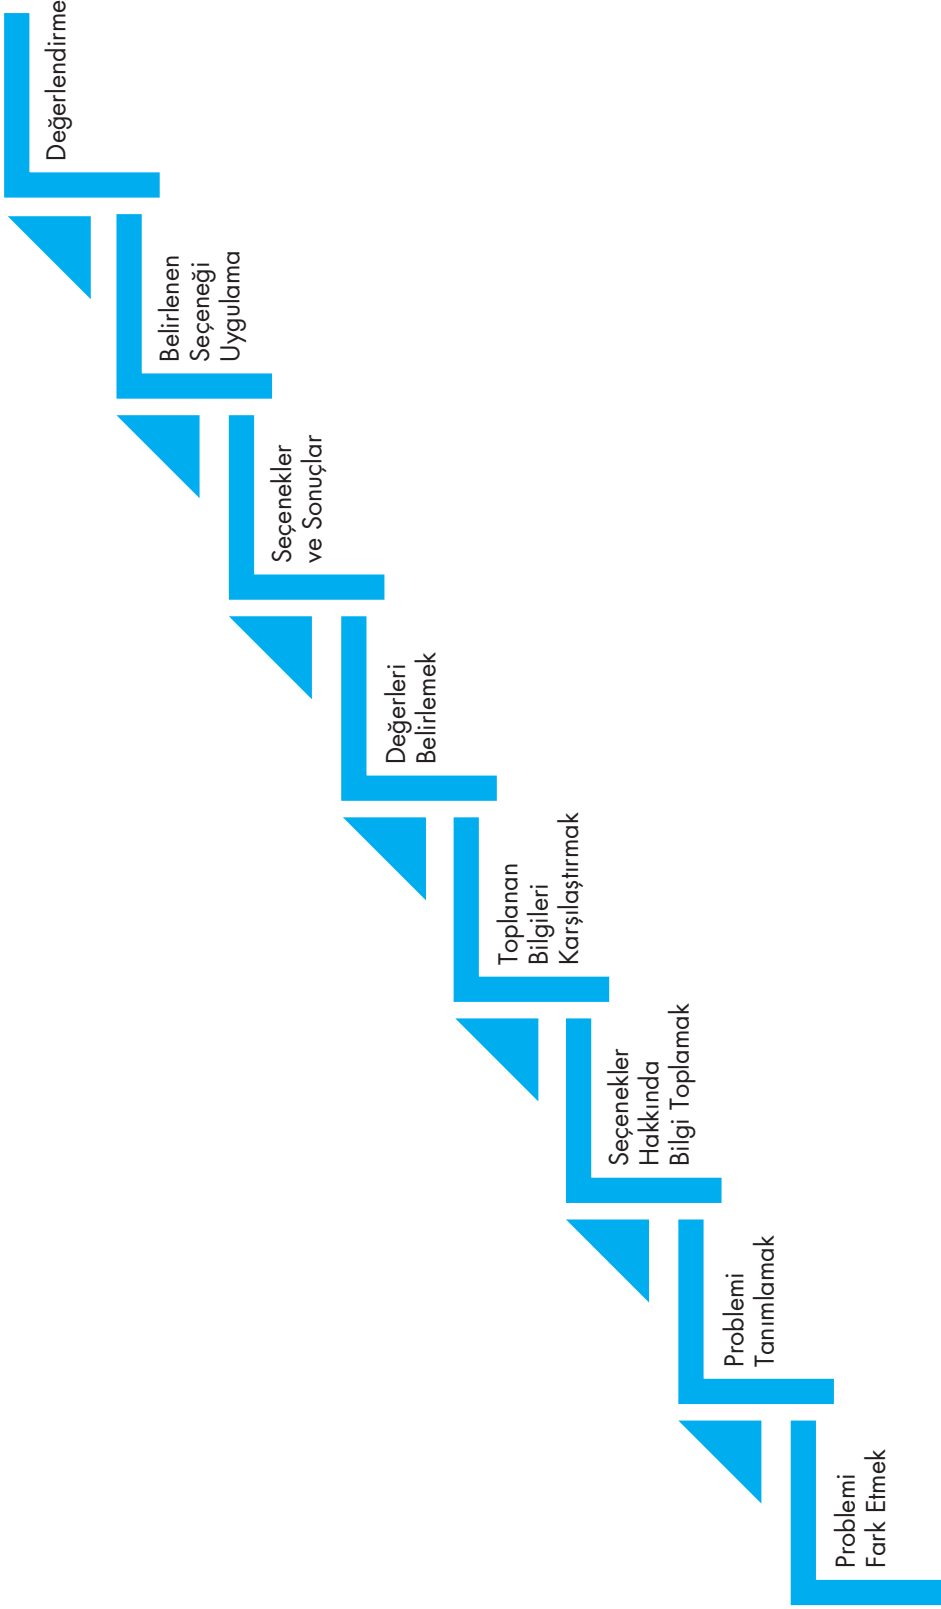 Problemi
Fark Etmek
Problemi
Tanımlamak
Seçenekler
Hakkında
Bilgi Toplamak
Toplanan
Bilgileri
Karşılaştırmak
Değerleri
Belirlemek
Seçenekler
ve Sonuçlar
Belirlenen
Seçeneği
Uygulama
Değerlendirme